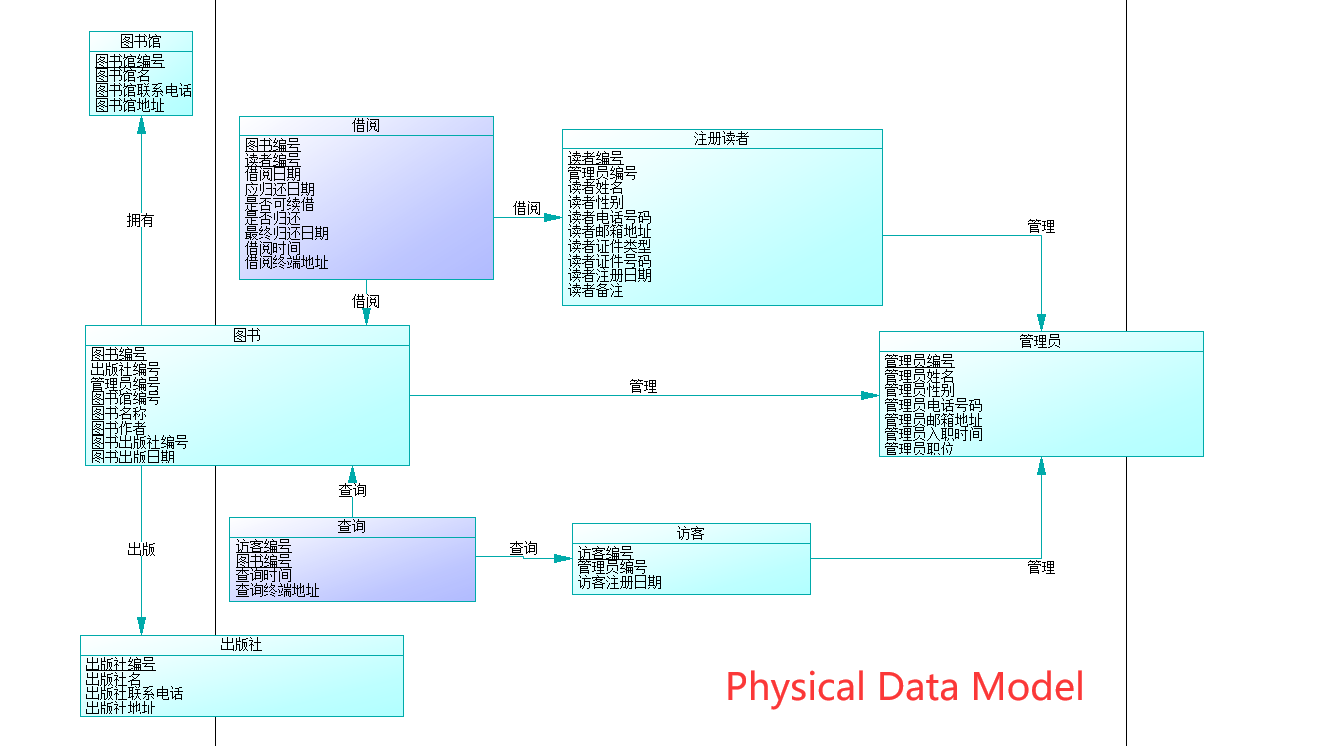 图书馆
图书馆编号
图书馆名
图书馆联系电话
图书馆地址
拥有
借阅
图书编号
读者编号
借阅日期
应归还日期
是否可续借
是否归还
最终归还日期
借阅时间
借阅终端地址
借阅
借阅
注册读者
读者编号
管理员编号
读者姓名
读者性别
读者电话号码
读者邮箱地址
读者证件类型
读者证件号码
读者注册日期
读者备注
管理
图书
图书编号
出版社编号
管理员编号
图书馆编号
图书名称
图书作者
图书出版社编号
图书出版日期
管理
管理员
管理员编号
管理员姓名
管理员性别
管理员电话号码
管理员邮箱地址
管理员入职时间
管理员职位
查询
查询
访客编号
图书编号
查询时间
查询终端地址
查询
访客
访客编号
管理员编号
访客注册日期
管理
出版
出版社
出版社编号
出版社名
出版社联系电话
出版社地址
Physical Data Model